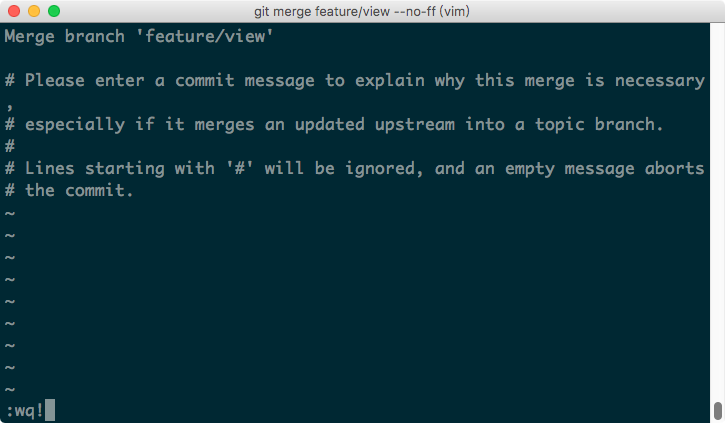 git merge feature/view --no-ff (vim)
Merge branch 'feature/view'
# Please enter a commit message to explain why this merge is necessary
,
# especially if it merges an updated upstream into a topic branch.
#
# Lines starting with '#' will be ignored, and an empty message aborts
# the commit.
~
~
~
~
~
~
~
~
~
:wq!